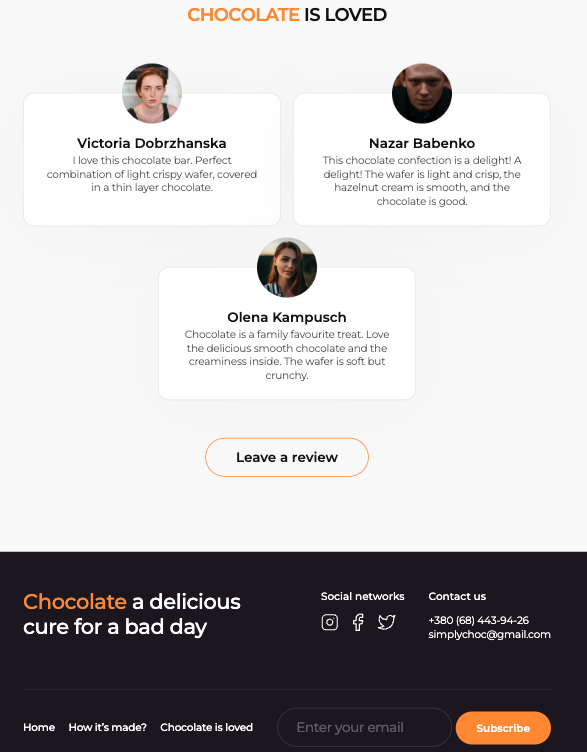 CHOCOLATE IS LOVED
Victoria Dobrzhanska
I love this chocolate bar. Perfect
combination of light crispy wafer, covered
in a thin layer chocolate.
Nazar Babenko
This chocolate confection is a delight! A
delight! The wafer is light and crisp, the
hazelnut cream is smooth, and the
chocolate is good.
Olena Kampusch
Chocolate is a family favourite treat. Love
the delicious smooth chocolate and the
creaminess inside. The wafer is soft but
crunchy.
Leave a review
Chocolate a delicious
cure for a bad day
Social networks
Contact us
+380 (68) 443-94-26
simplychoc@gmail.com
Home How it's made? Chocolate is loved
Enter your email
Subscribe